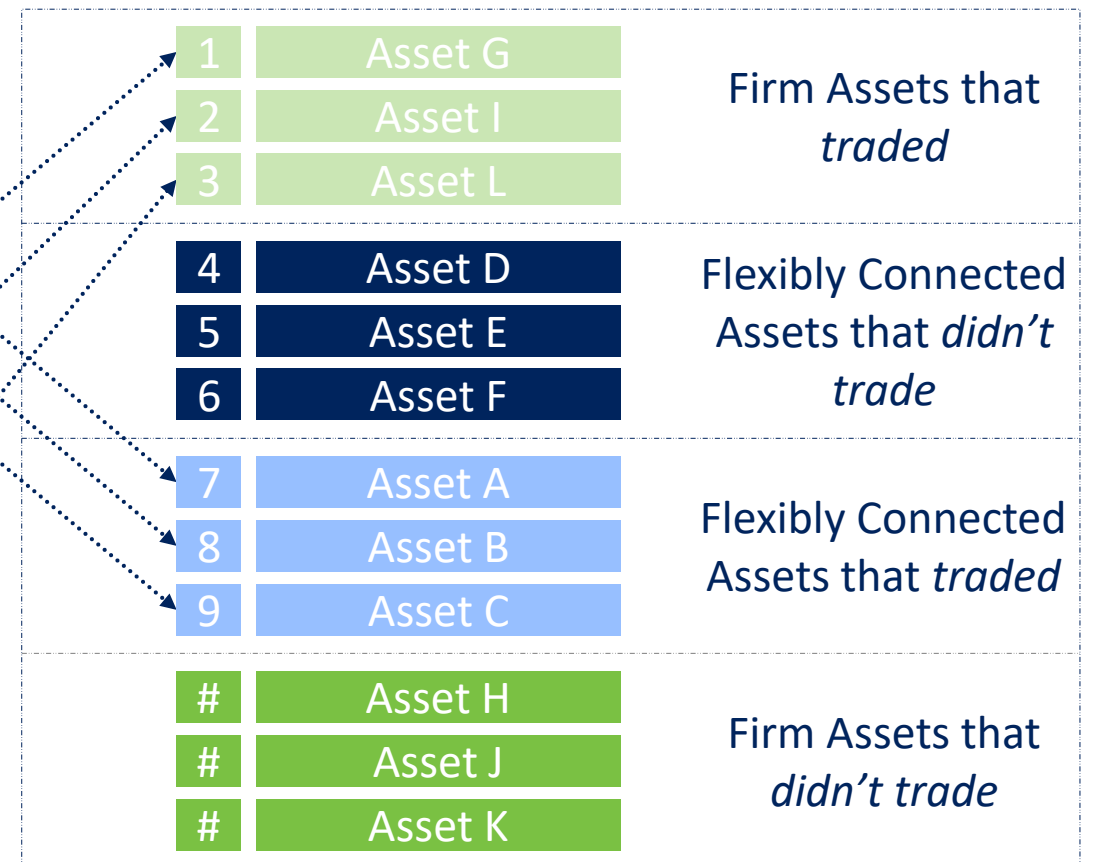 1 Asset G
2 Asset I
3 Asset L
Firm Assets that
traded
4 Asset D
5 Asset E
6 Asset F
Flexibly Connected
Assets that didn’t
trade
7 Asset A
8 Asset B
9 Asset C
Flexibly Connected
Assets that traded
# Asset H
# Asset J
# Asset K
Firm Assets that
didn’t trade